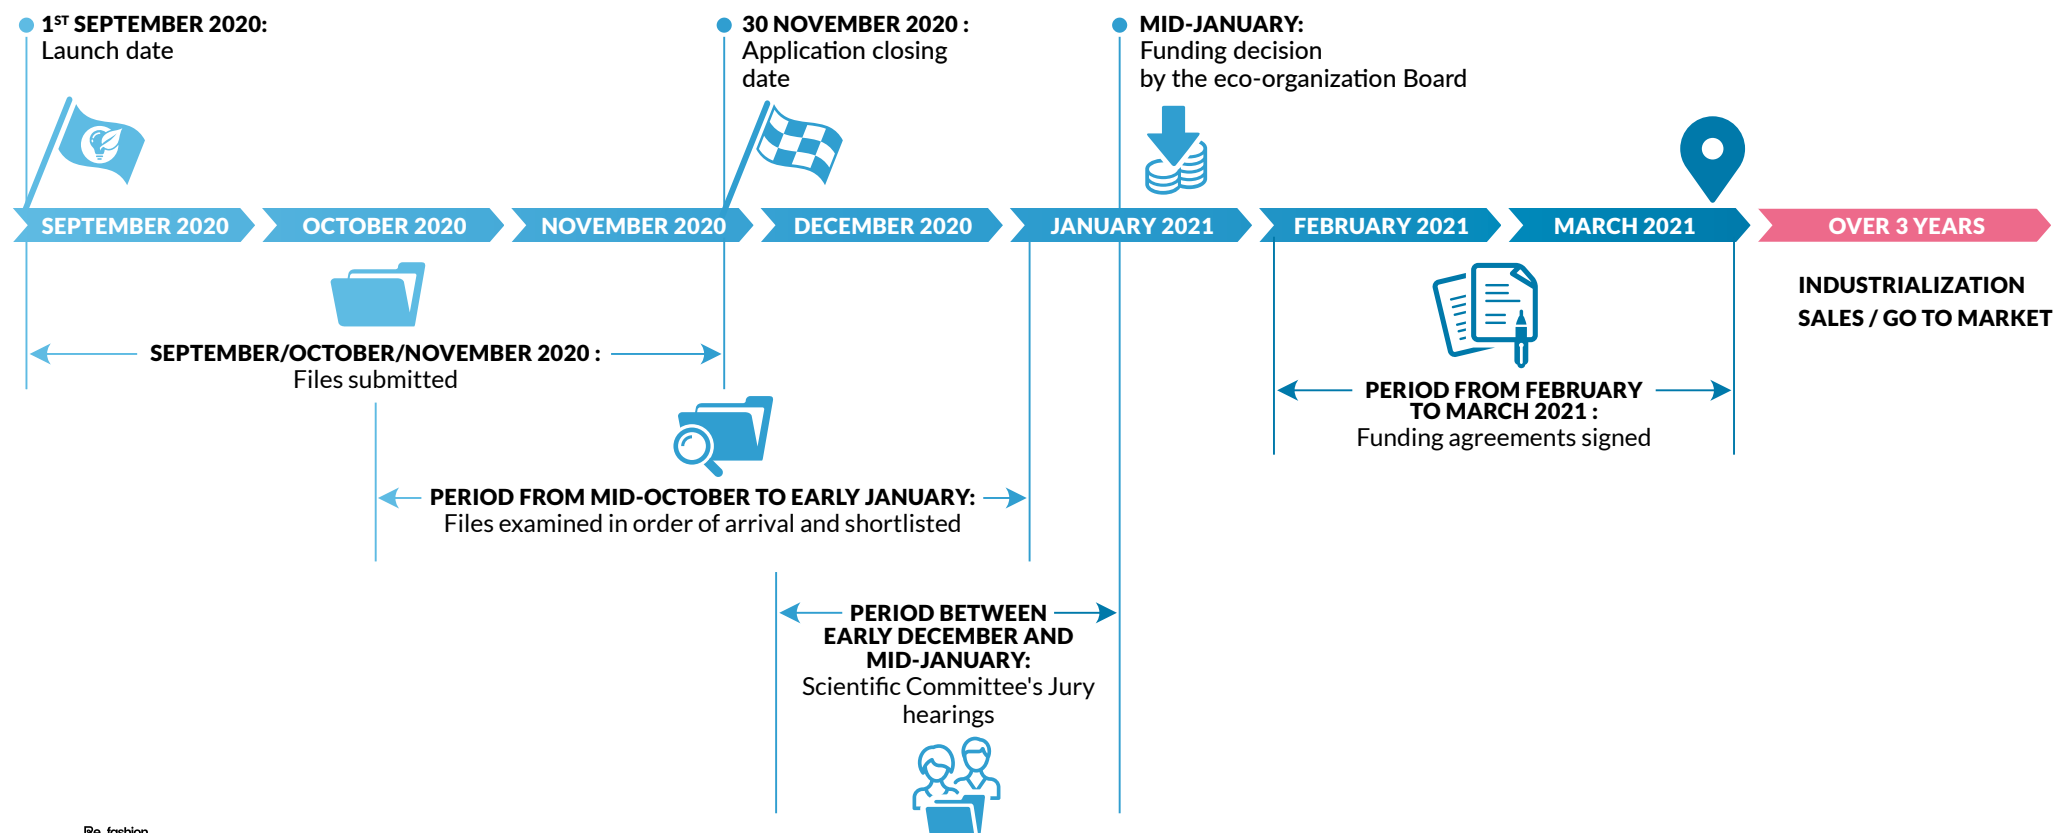 1ST SEPTEMBER 2020:
Launch date
30 NOVEMBER 2020 :
Application closing
date
MID-JANUARY:
Funding decision
by the eco-organization Board
SEPTEMBER 2020
OCTOBER 2020
NOVEMBER 2020
DECEMBER 2020
JANUARY 2021
FEBRUARY 2021
MARCH 2021
OVER 3 YEARS
INDUSTRIALIZATION
SALES / GO TO MARKET
SEPTEMBER/OCTOBER/NOVEMBER 2020 :
Files submitted
PERIOD FROM FEBRUARY
TO MARCH 2021 :
Funding agreements signed
PERIOD FROM MID-OCTOBER TO EARLY JANUARY:
Files examined in order of arrival and shortlisted
PERIOD BETWEEN
EARLY DECEMBER AND
MID-JANUARY:
Scientific Committee's Jury
hearings
Re_fashion